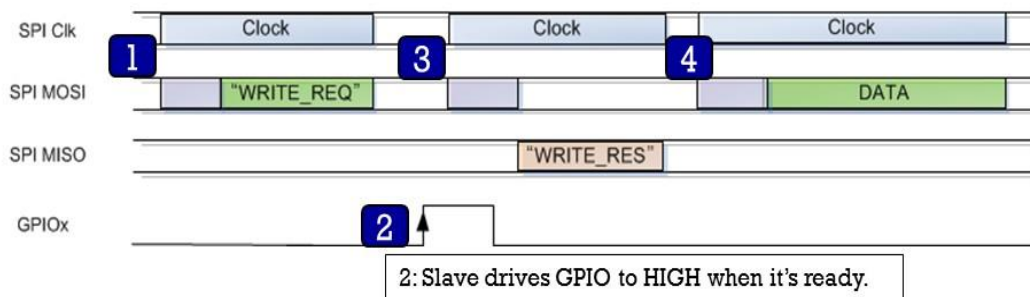 SPI Clk Clock Clock Clock
1 3 4
SPI MOSI "WRITE_REQ" DATA
SPI MISO "WRITE_RES"
GPIOx 2
2: Slave drives GPIO to HIGH when it's ready.